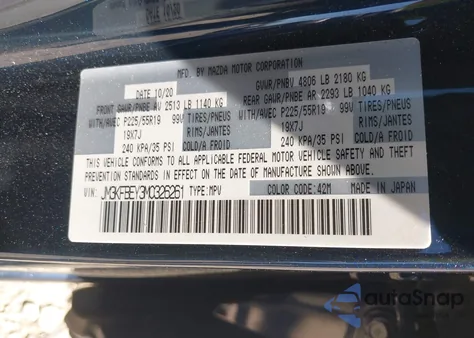 MFD. BY MAZDA MOTOR CORPORATION
DATE 10/20 GVWR/PNBV 4806 LB 2180 KG
FRONT GAWR/PNBE AV 2513 LB 1140 KG REAR GAWR/PNBE AR 2293 LB 1040 KG
WITH/AVEC P225/55R19 99V TIRES/PNEUS WITH/AVEC P225/55R19 99V TIRES/PNEUS
19X7J RIMS/JANTES 19X7J RIMS/JANTES
240 KPA/35 PSI COLD/A FROID 240 KPA/35 PSI COLD/A FROID
THIS VEHICLE CONFORMS TO ALL APPLICABLE FEDERAL MOTOR VEHICLE SAFETY AND THEFT
PREVENTION STANDARDS IN EFFECT ON THE DATE OF MANUFACTURE SHOWN ABOVE.
VIN: JM3KFBEY3M0326261 TYPE: MPV COLOR CODE: 42M MADE IN JAPAN
autoSnap